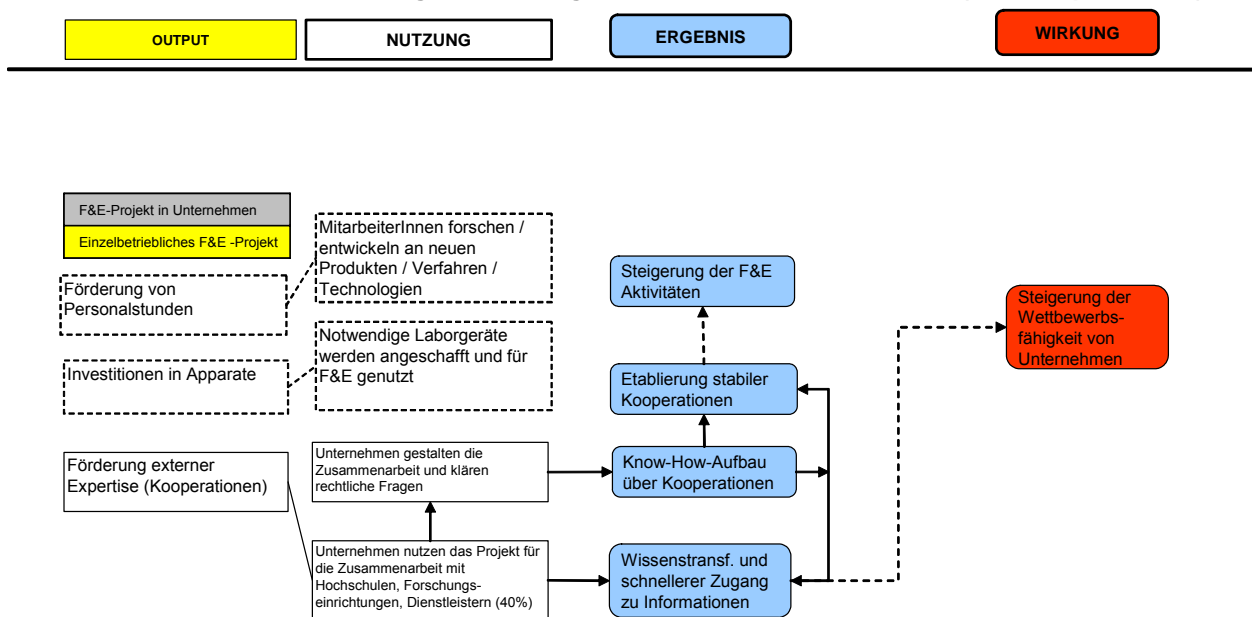 OUTPUT
NUTZUNG
ERGEBNIS
WIRKUNG
F&E-Projekt in Unternehmen
Einzelbetriebliches F&E -Projekt
Förderung von
Personalstunden
Investitionen in Apparate
Förderung externer
Expertise (Kooperationen)
MitarbeiterInnen forschen /
entwickeln an neuen
Produkten / Verfahren /
Technologien
Notwendige Laborgeräte
werden angeschafft und für
F&E genutzt
Unternehmen gestalten die
Zusammenarbeit und klären
rechtliche Fragen
Unternehmen nutzen das Projekt für
die Zusammenarbeit mit
Hochschulen, Forschungs-
einrichtungen, Dienstleistern (40%)
Steigerung der F&E
Aktivitäten
Etablierung stabiler
Kooperationen
Know-How-Aufbau
über Kooperationen
Wissenstransf. und
schnellerer Zugang
zu Informationen
Steigerung der
Wettbewerbs-
fähigkeit von
Unternehmen